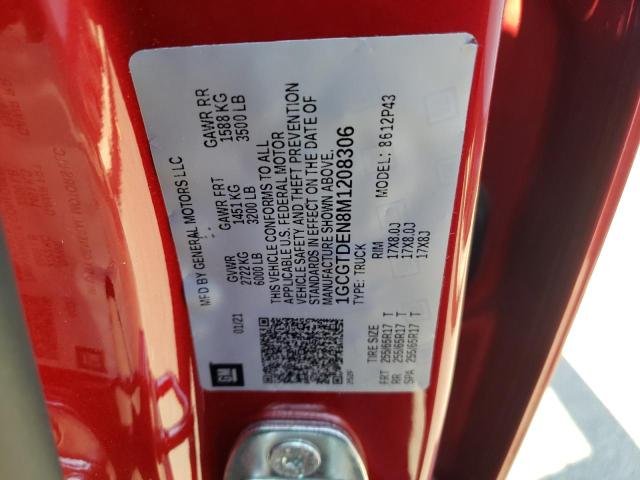 MFD BY GENERAL MOTORS LLC
01/21
GVWR
2722 KG
6000 LB
GAWR FRT
1451 KG
3200 LB
GAWR RR
1588 KG
3500 LB
THIS VEHICLE CONFORMS TO ALL
APPLICABLE U.S. FEDERAL MOTOR
VEHICLE SAFETY AND THEFT PREVENTION
STANDARDS IN EFFECT ON THE DATE OF
MANUFACTURE SHOWN ABOVE.
1GCGTDEN8M1208306
TYPE: TRUCK
MODEL: 8612P43
TIRE SIZE RIM
FRT 255/65R17 T 17X8.0J
RR 255/65R17 T 17X8.0J
SPA 255/65R17 T 17X8J
GM